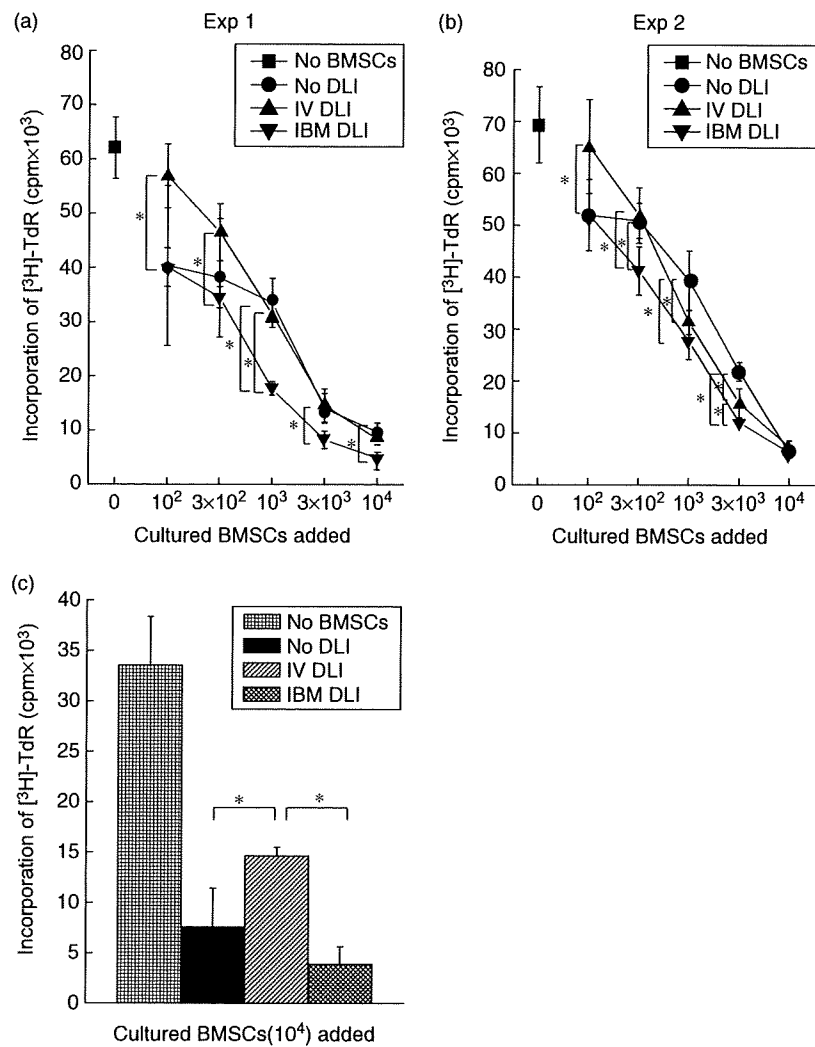 (a)
Exp 1
No BMSCs
No DLI
IV DLI
IBM DLI
Incorporation of [³H]-TdR (cpm×10³)
80
70
60
50
40
30
20
10
0
*
*
*
*
*
*
0 10² 3×10² 10³ 3×10³ 10⁴
Cultured BMSCs added
(b)
Exp 2
No BMSCs
No DLI
IV DLI
IBM DLI
Incorporation of [³H]-TdR (cpm×10³)
80
70
60
50
40
30
20
10
0
*
*
*
*
*
*
*
*
0 10² 3×10² 10³ 3×10³ 10⁴
Cultured BMSCs added
(c)
No BMSCs
No DLI
IV DLI
IBM DLI
Incorporation of [³H]-TdR (cpm×10³)
40
35
30
25
20
15
10
5
0
* *
Cultured BMSCs(10⁴) added